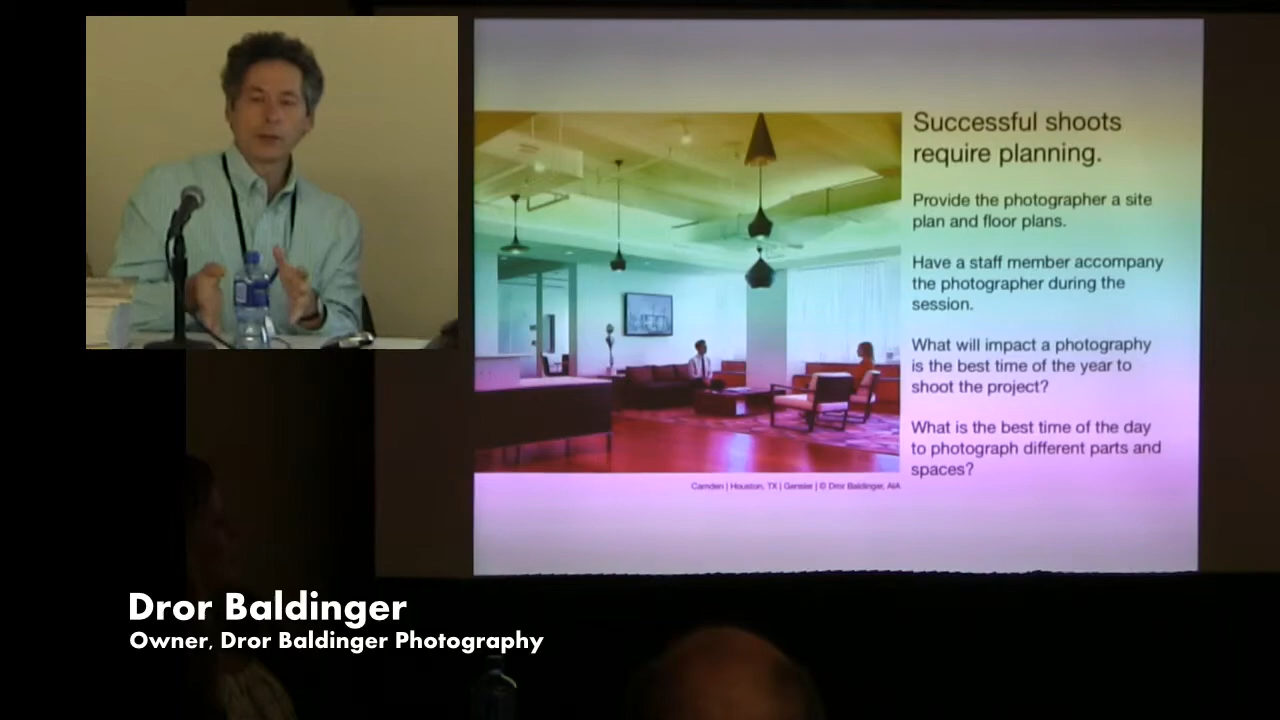 Successful shoots
require planning.
Provide the photographer a site
plan and floor plans.
Have a staff member accompany
the photographer during the
session.
What will impact a photography
is the best time of the year to
shoot the project?
What is the best time of the day
to photograph different parts and
spaces?
Camden | Houston, TX | Gensler | © Dror Baldinger, AIA
Dror Baldinger
Owner, Dror Baldinger Photography